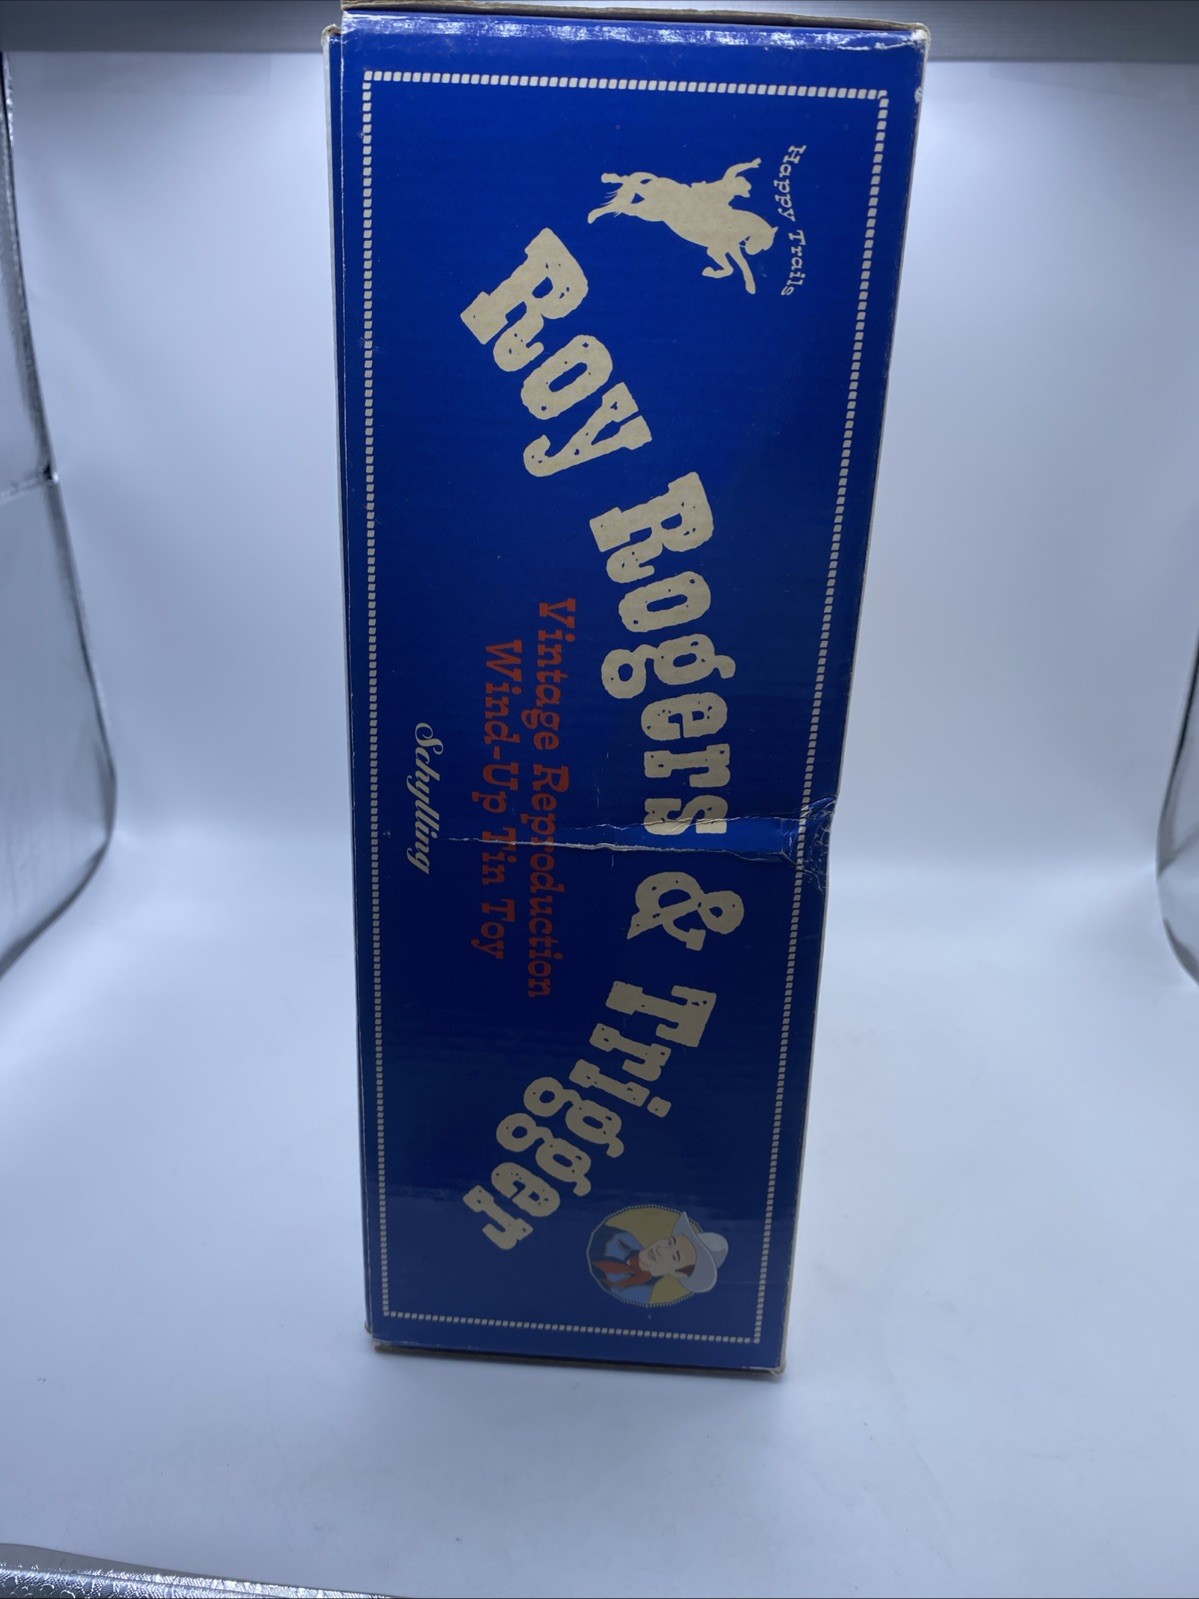 Happy Trails
Roy Rogers & Trigger
Vintage Reproduction
Wind-Up Tin Toy
Schylling